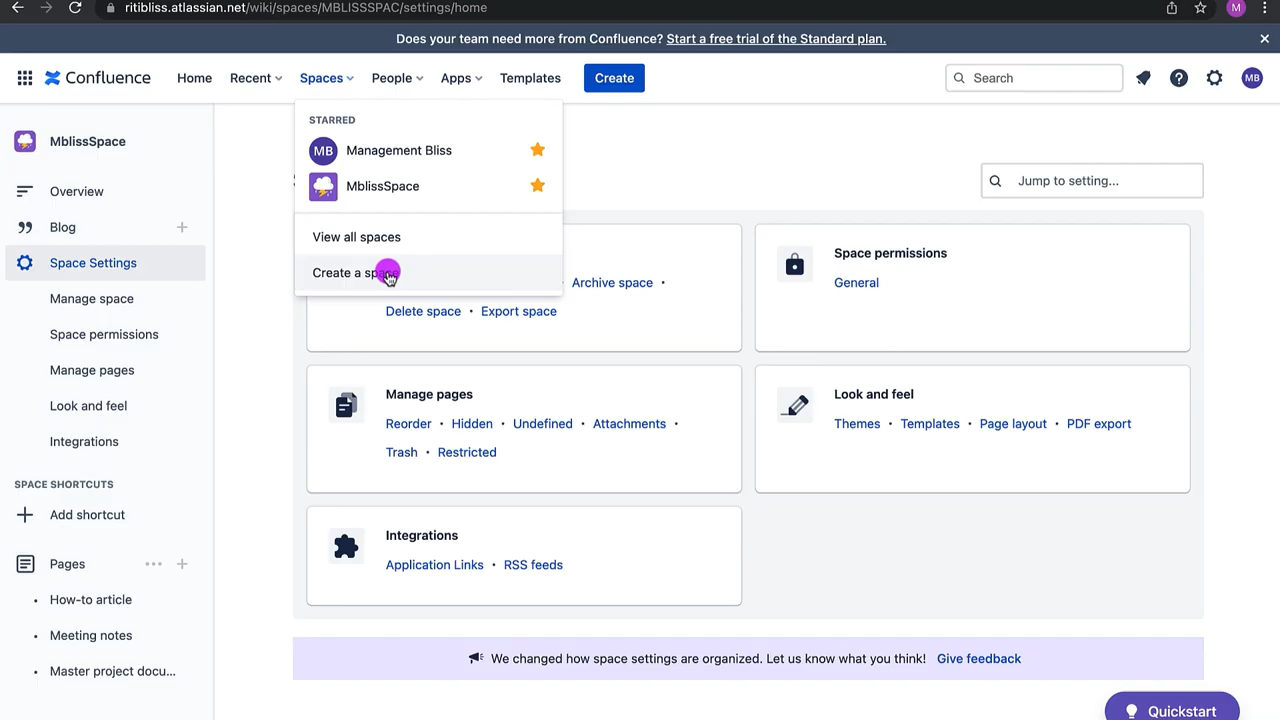 ritibliss.atlassian.net/wiki/spaces/MBLISSSPAC/settings/home
M
Does your team need more from Confluence? Start a free trial of the Standard plan.
Confluence
Home
Recent
Spaces
People
Apps
Templates
Create
Search
MB
MblissSpace
Overview
Blog
Space Settings
Manage space
Space permissions
Manage pages
Look and feel
Integrations
SPACE SHORTCUTS
Add shortcut
Pages
How-to article
Meeting notes
Master project docu...
STARRED
MB Management Bliss
MblissSpace
View all spaces
Create a space
Jump to setting...
Archive space •
Delete space • Export space
Space permissions
General
Manage pages
Reorder • Hidden • Undefined • Attachments •
Trash • Restricted
Look and feel
Themes • Templates • Page layout • PDF export
Integrations
Application Links • RSS feeds
We changed how space settings are organized. Let us know what you think! Give feedback
Quickstart